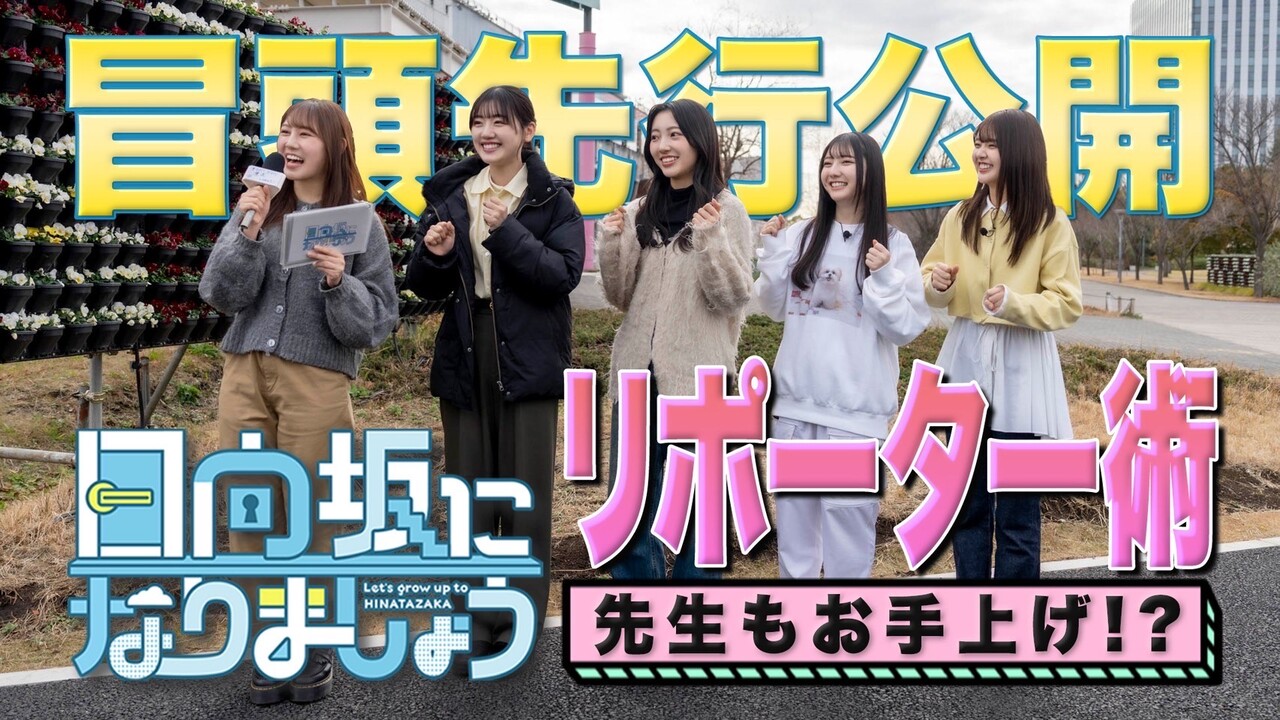 冒頭先行公開
リポーター術
先生もお手上げ!?
日向坂に
なりましょう
Let's grow up to
HINATAZAKA